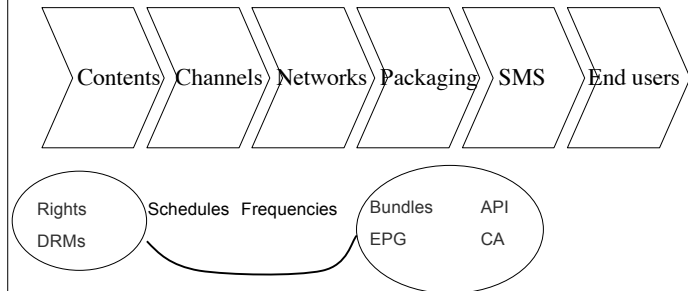 Contents Channels Networks Packaging SMS End users
Rights Schedules Frequencies Bundles API
DRMs EPG CA